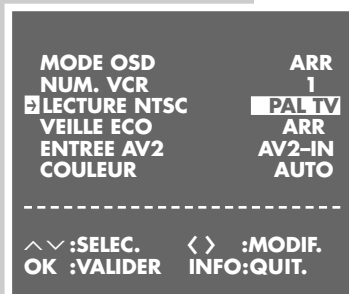 MODE OSD ARR
NUM. VCR 1
LECTURE NTSC PAL TV
VEILLE ECO ARR
ENTREE AV2 AV2–IN
COULEUR AUTO
:SELEC. :MODIF.
OK :VALIDER INFO:QUIT.